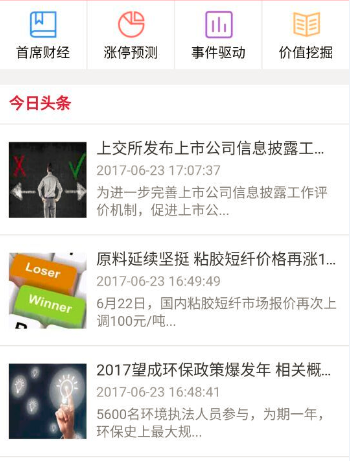 首席财经 涨停预测 事件驱动 价值挖掘
今日头条
上交所发布上市公司信息披露工...
2017-06-23 17:07:37
为进一步完善上市公司信息披露工作评
价机制，促进上市公...
原料延续坚挺 粘胶短纤价格再涨1...
2017-06-23 16:49:49
6月22日，国内粘胶短纤市场报价再次上
调100元/吨...
Loser
Winner
2017望成环保政策爆发年 相关概...
2017-06-23 16:48:41
5600名环境执法人员参与，为期一年，
环保史上最大规...